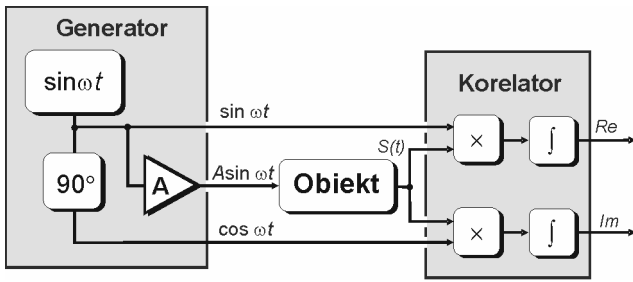 Generator
sinωt
Korelator
sin ωt
S(t)
×
∫
Re
90°
A
Asin ωt
Obiekt
cos ωt
×
∫
Im